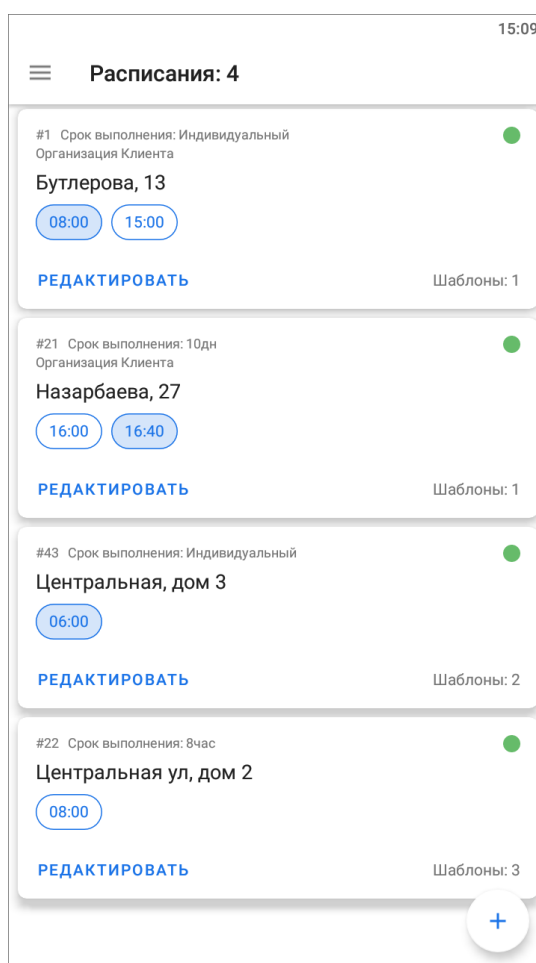 15:09
Расписания: 4
#1 Срок выполнения: Индивидуальный
Организация Клиента
Бутлерова, 13
08:00 15:00
РЕДАКТИРОВАТЬ Шаблоны: 1
#21 Срок выполнения: 10дн
Организация Клиента
Назарбаева, 27
16:00 16:40
РЕДАКТИРОВАТЬ Шаблоны: 1
#43 Срок выполнения: Индивидуальный
Центральная, дом 3
06:00
РЕДАКТИРОВАТЬ Шаблоны: 2
#22 Срок выполнения: 8час
Центральная ул, дом 2
08:00
РЕДАКТИРОВАТЬ Шаблоны: 3
+